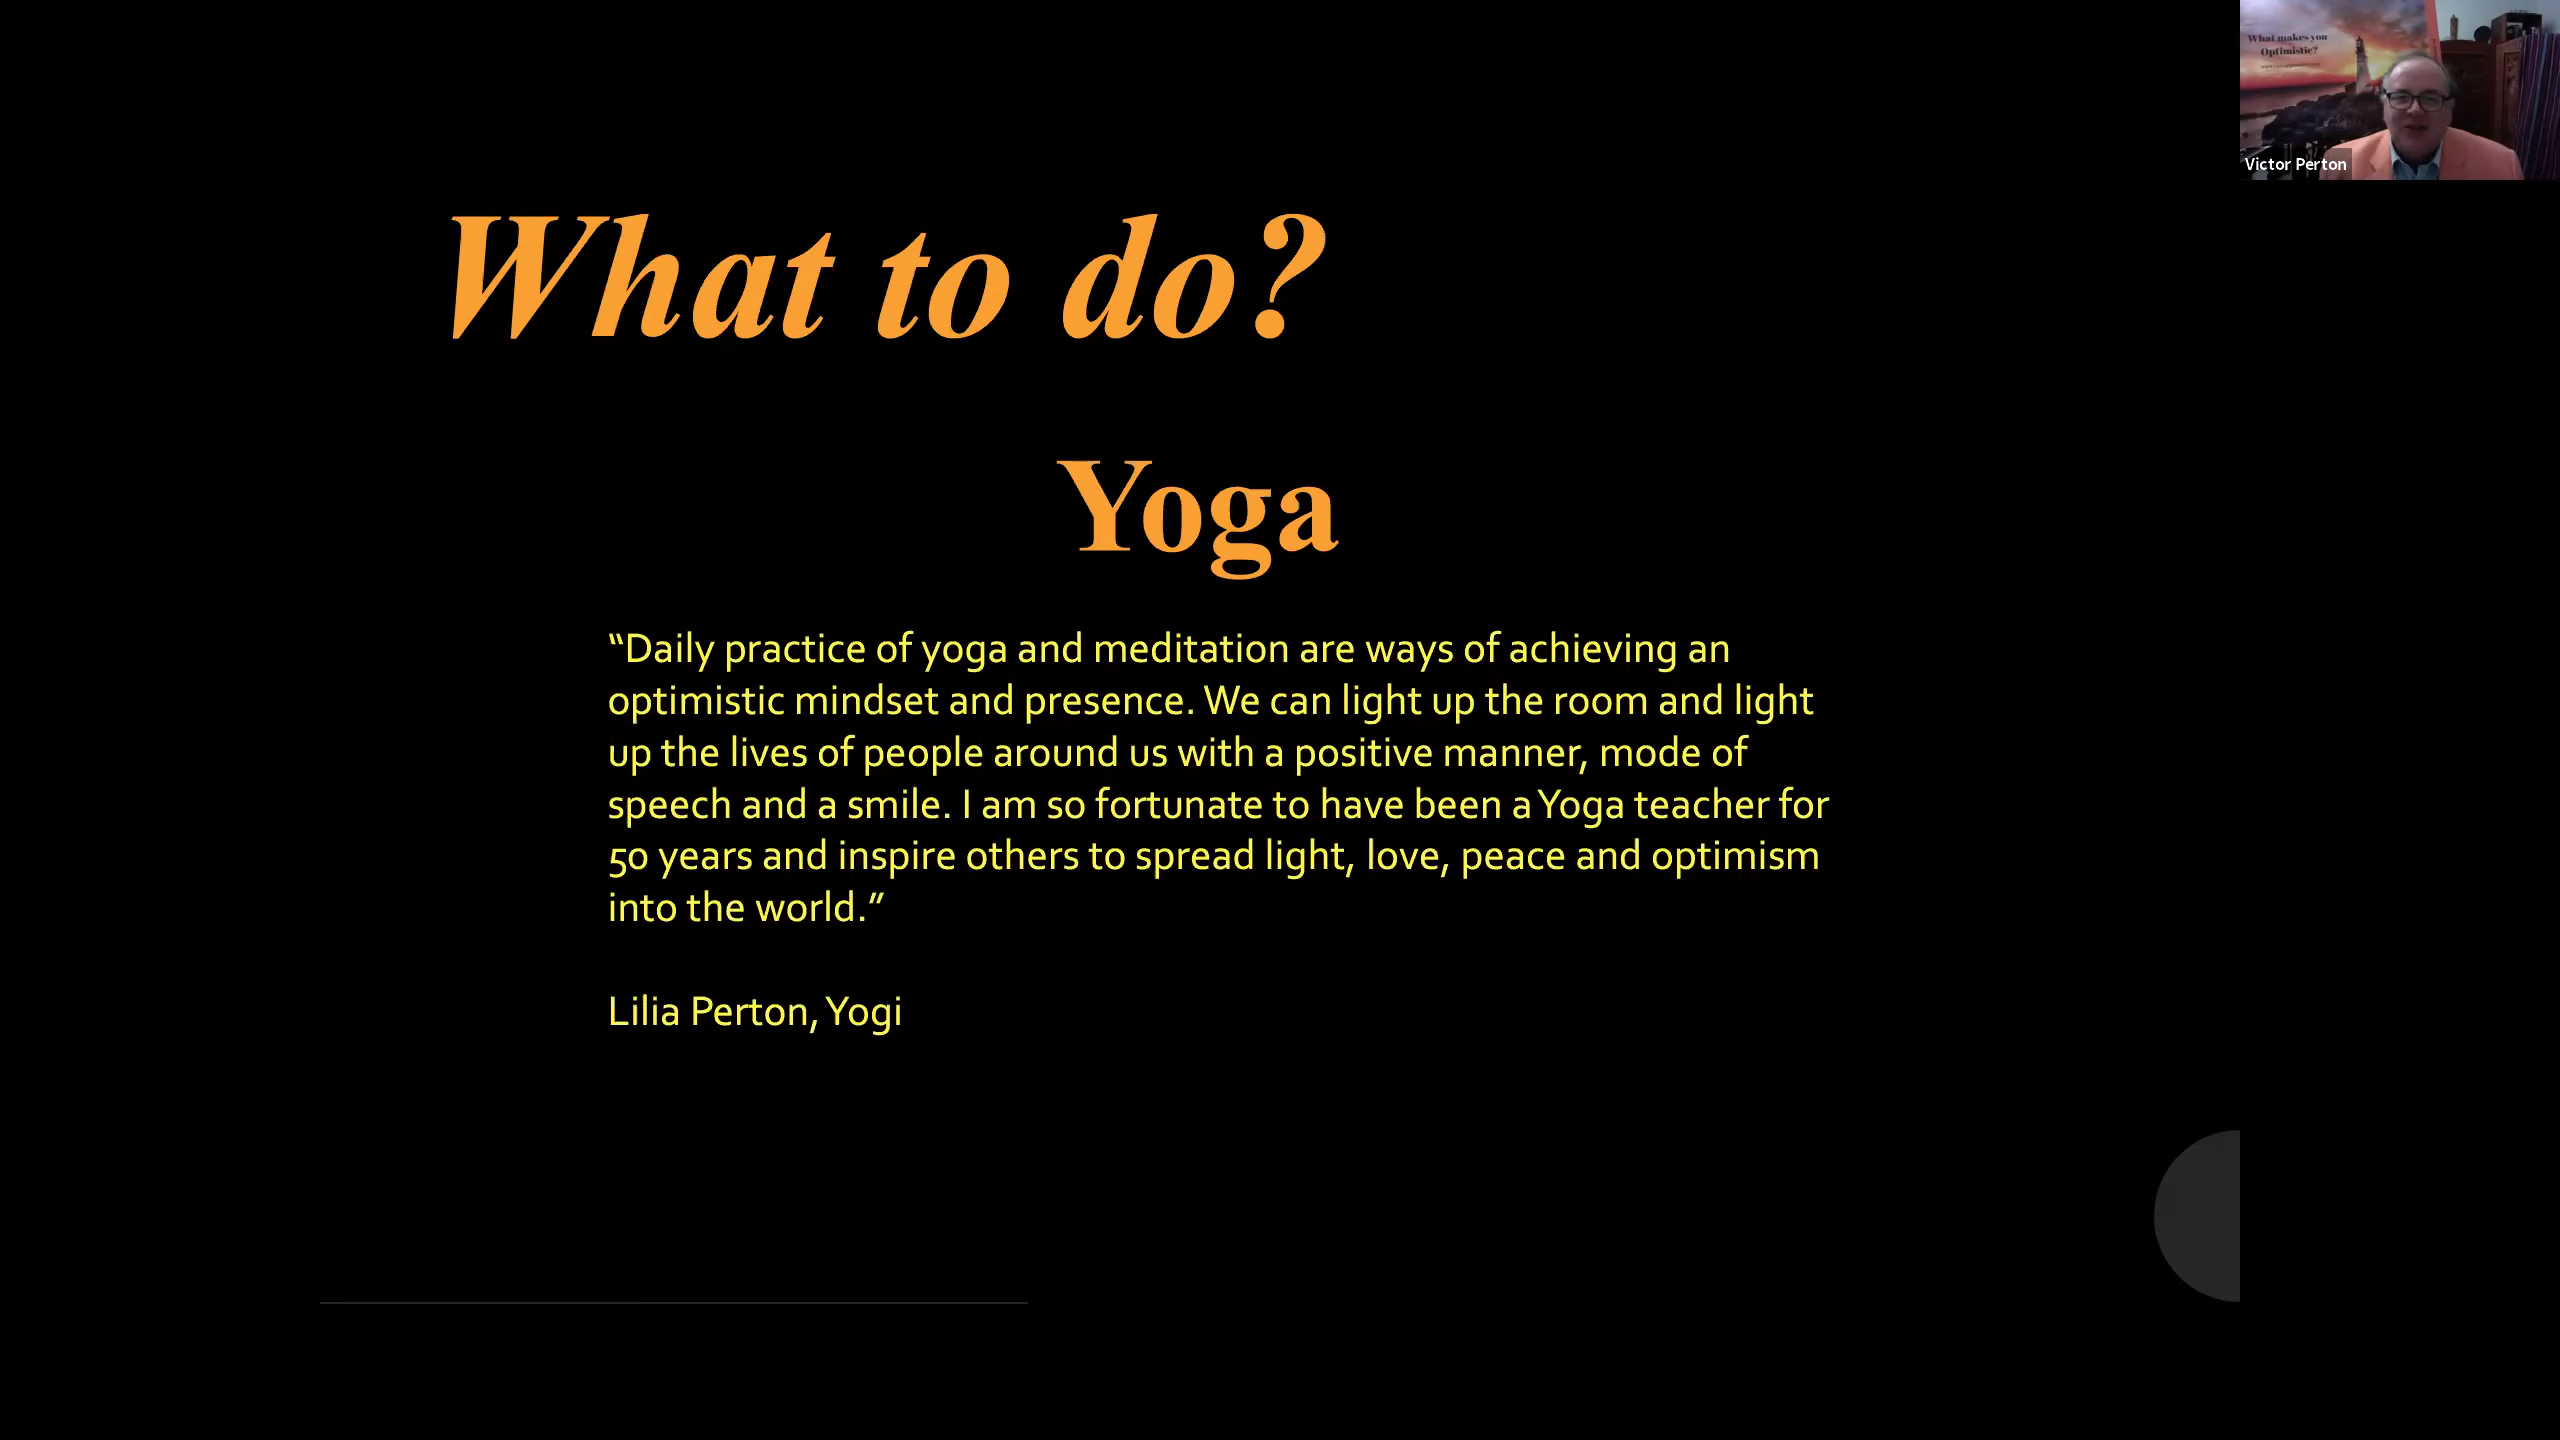 What makes you
Optimistic?
Victor Perton
What to do?
Yoga
“Daily practice of yoga and meditation are ways of achieving an
optimistic mindset and presence. We can light up the room and light
up the lives of people around us with a positive manner, mode of
speech and a smile. I am so fortunate to have been a Yoga teacher for
50 years and inspire others to spread light, love, peace and optimism
into the world.”
Lilia Perton, Yogi